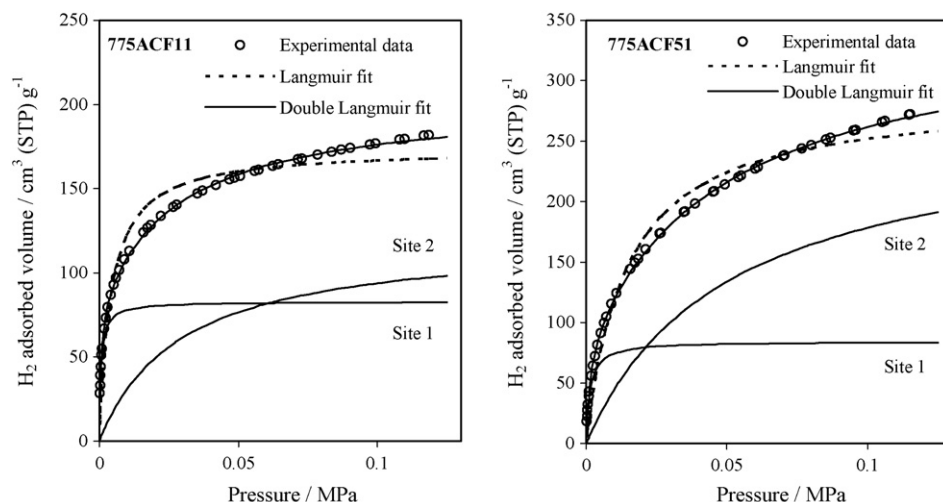 775ACF11
Experimental data
Langmuir fit
Double Langmuir fit
Site 2
Site 1
250
200
150
100
50
0
0
0.05
0.1
H₂ adsorbed volume / cm³ (STP) g⁻¹
Pressure / MPa
775ACF51
Experimental data
Langmuir fit
Double Langmuir fit
Site 2
Site 1
350
300
250
200
150
100
50
0
0
0.05
0.1
H₂ adsorbed volume / cm³ (STP) g⁻¹
Pressure / MPa